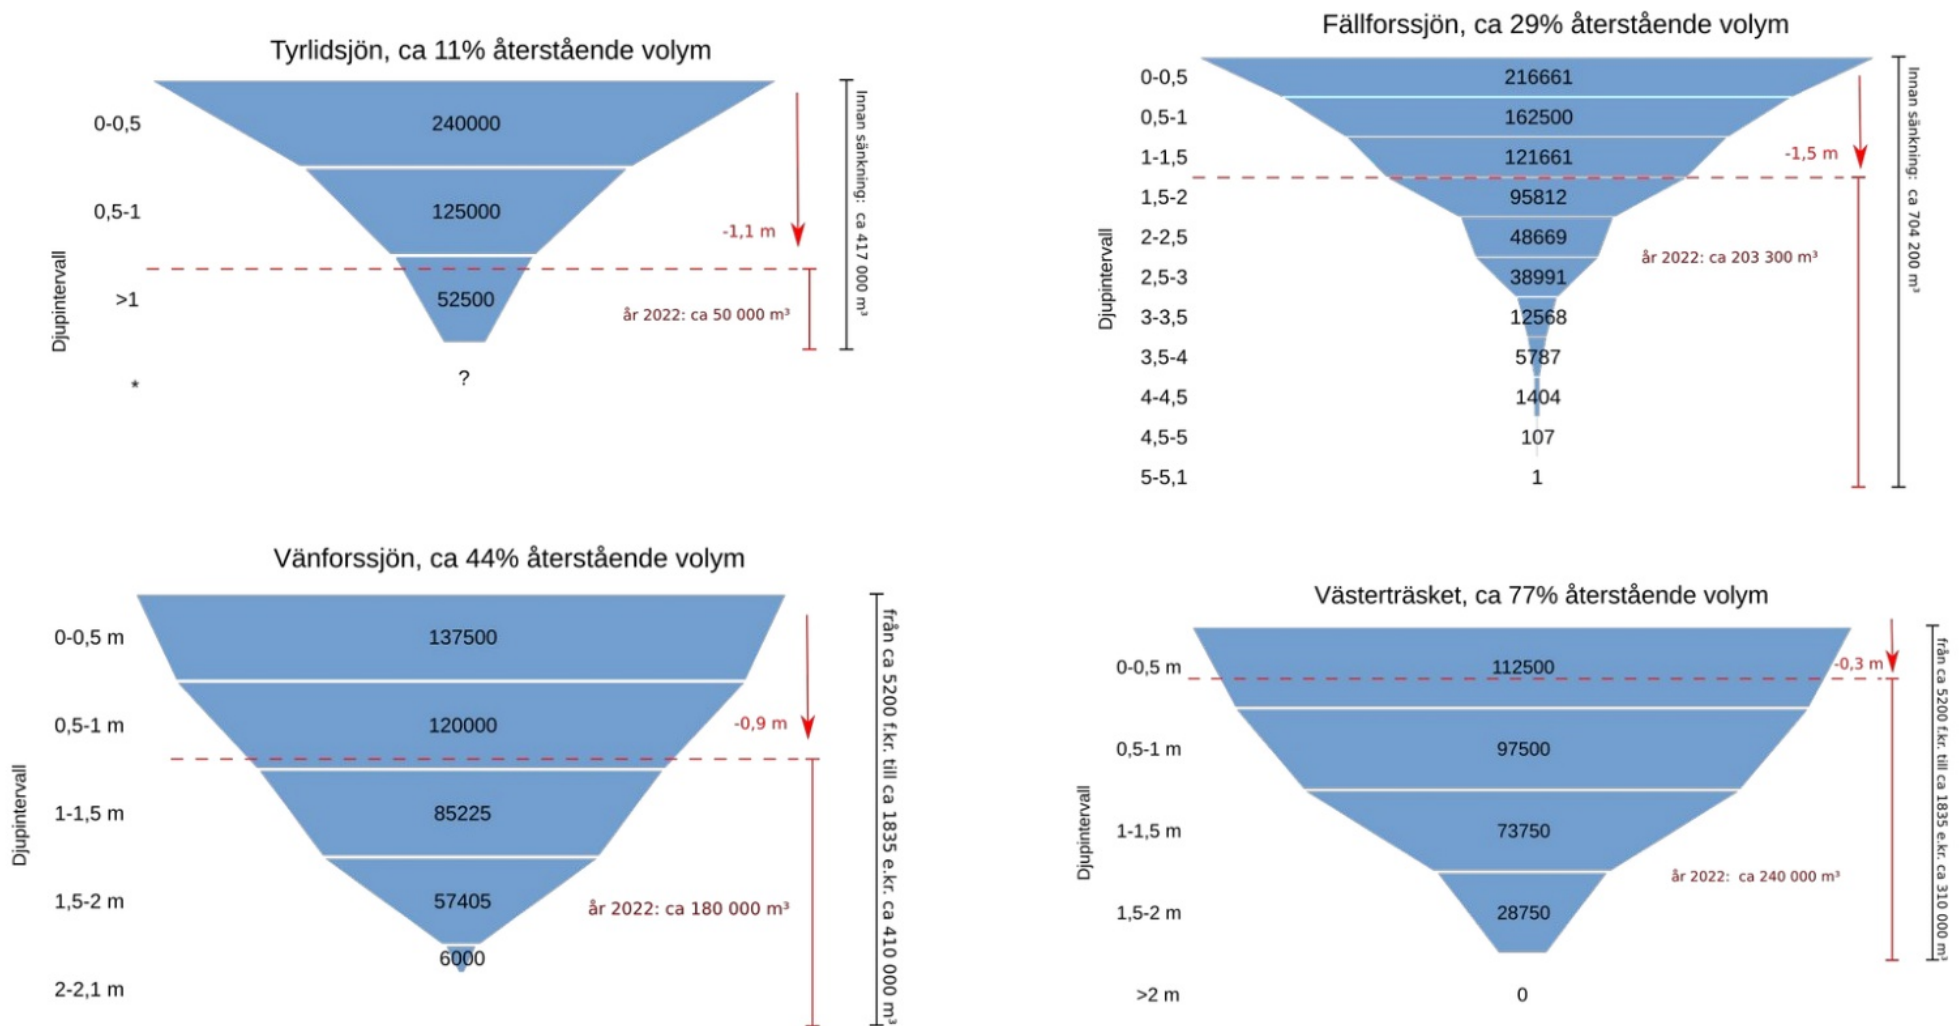 Tyrlidsjön, ca 11% återstående volym
0-0,5
240000
0,5-1
125000
-1,1 m
>1
52500
år 2022: ca 50 000 m³
*
?
Djupintervall
Innan sänkning: ca 417 000 m³
Fällforssjön, ca 29% återstående volym
0-0,5
216661
0,5-1
162500
1-1,5
121661
-1,5 m
1,5-2
95812
2-2,5
48669
år 2022: ca 203 300 m³
2,5-3
38991
3-3,5
12568
3,5-4
5787
4-4,5
1404
4,5-5
107
5-5,1
1
Djupintervall
Innan sänkning: ca 704 200 m³
Vänforssjön, ca 44% återstående volym
0-0,5 m
137500
0,5-1 m
120000
-0,9 m
1-1,5 m
85225
1,5-2 m
57405
år 2022: ca 180 000 m³
6000
2-2,1 m
Djupintervall
från ca 5200 f.kr. till ca 1835 e.kr. ca 410 000 m³
Västerträsket, ca 77% återstående volym
0-0,5 m
112500
-0,3 m
0,5-1 m
97500
1-1,5 m
73750
år 2022: ca 240 000 m³
1,5-2 m
28750
>2 m
0
Djupintervall
från ca 5200 f.kr. till ca 1835 e.kr. ca 310 000 m³